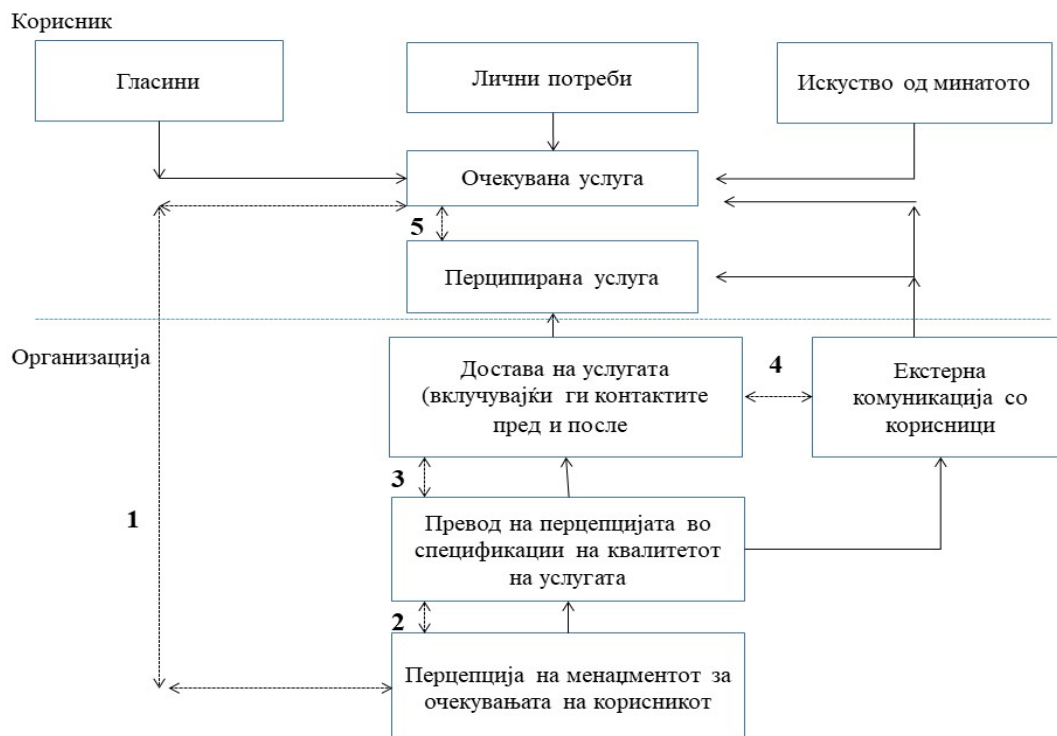 Корисник
Гласини
Лични потреби
Искуство од минатото
Очекувана услуга
5
Перципирана услуга
Организација
Достава на услугата
(вклучувајќи ги контактите
пред и после
4
Екстерна
комуникација со
корисници
3
1
Превод на перцепцијата во
спецификации на квалитетот
на услугата
2
Перцепција на менаџментот за
очекувањата на корисникот